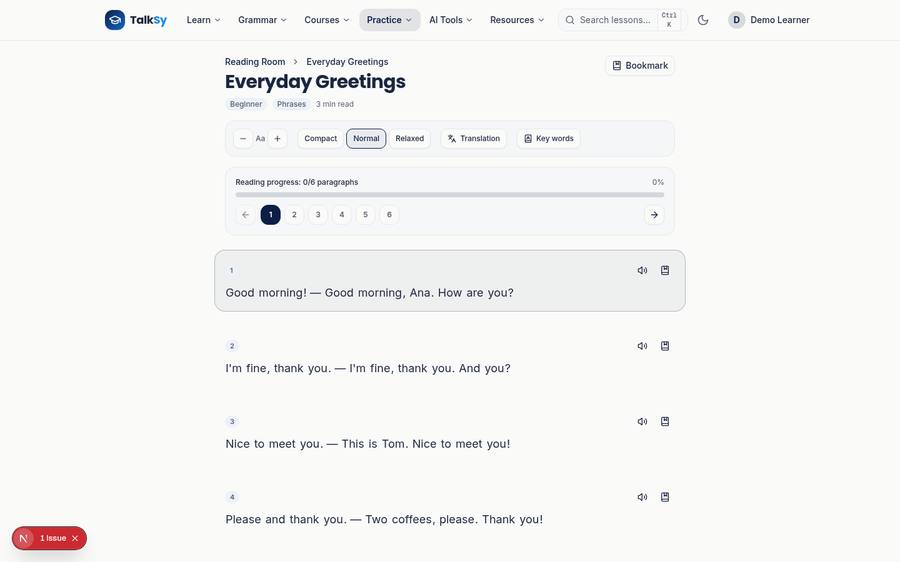 TalkSy Learn Grammar Courses Practice AI Tools Resources Search lessons... Ctrl K D Demo Learner
Reading Room > Everyday Greetings
Bookmark
Everyday Greetings
Beginner Phrases 3 min read
− Aa + Compact Normal Relaxed Translation Key words
Reading progress: 0/6 paragraphs 0%
← 1 2 3 4 5 6 →
1
Good morning! — Good morning, Ana. How are you?
2
I'm fine, thank you. — I'm fine, thank you. And you?
3
Nice to meet you. — This is Tom. Nice to meet you!
4
Please and thank you. — Two coffees, please. Thank you!
N 1 Issue ×